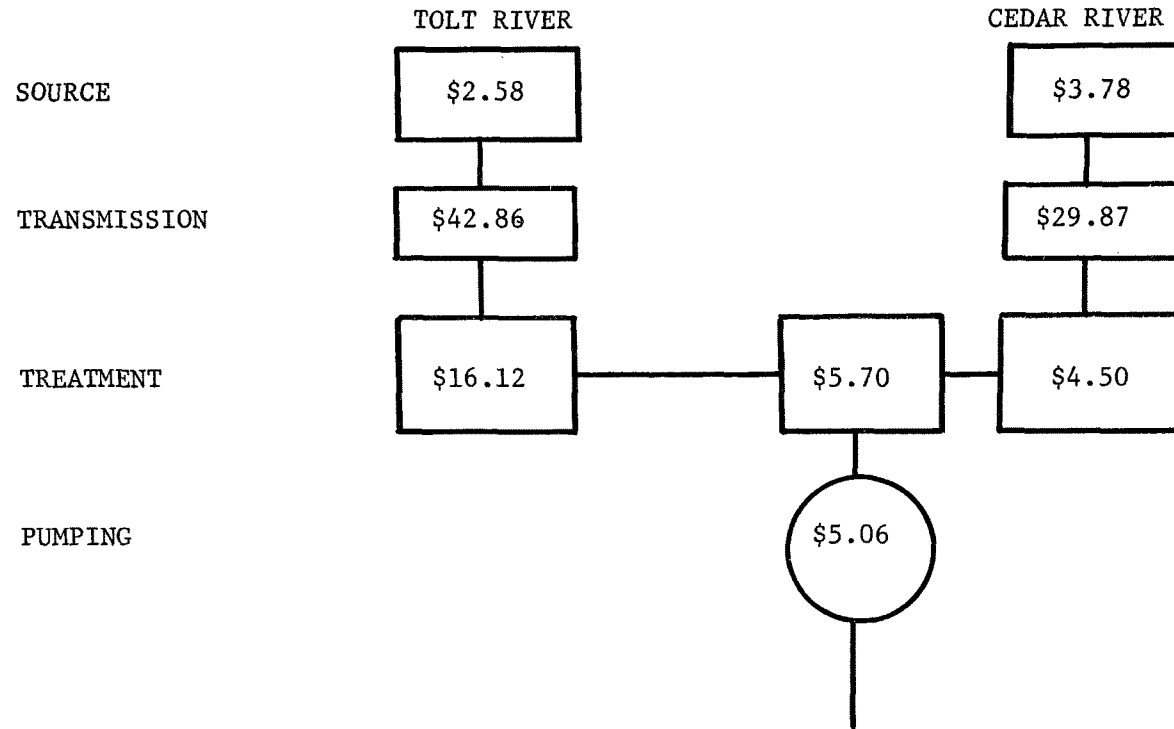 TOLT RIVER CEDAR RIVER
SOURCE $2.58 $3.78
TRANSMISSION $42.86 $29.87
TREATMENT $16.12 $5.70 $4.50
PUMPING $5.06